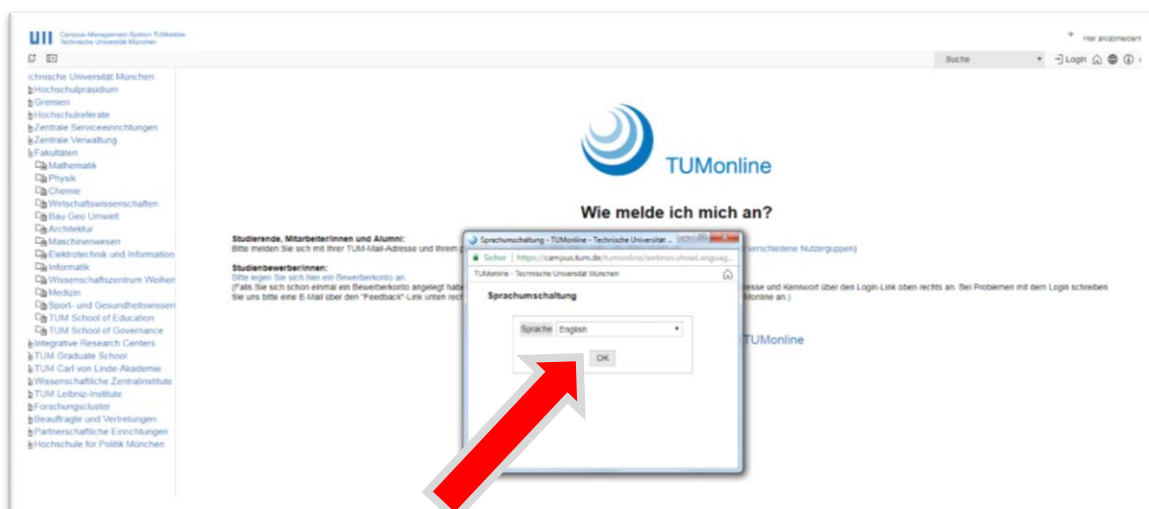 Campus-Management-System TUMonline
Technische Universität München
Hier an/abmelden!
Suche
Login
chnische Universität München
Hochschulpräsidium
Gremien
Hochschulreferate
Zentrale Serviceeinrichtungen
Zentrale Verwaltung
Fakultäten
Mathematik
Physik
Chemie
Wirtschaftswissenschaften
Bau Geo Umwelt
Architektur
Maschinenwesen
Elektrotechnik und Information
Informatik
Wissenschaftszentrum Weihen
Medizin
Sport- und Gesundheitswissen
TUM School of Education
TUM School of Governance
Integrative Research Centers
TUM Graduate School
TUM Carl von Linde-Akademie
Wissenschaftliche Zentralinstitute
TUM Leibniz-Institute
Forschungscluster
Beauftragte und Vertretungen
Partnerschaftliche Einrichtungen
Hochschule für Politik München
TUMonline
Wie melde ich mich an?
Studierende, Mitarbeiter/innen und Alumni:
Bitte melden Sie sich mit Ihrer TUM-Mail-Adresse und Ihrem p
verschiedene Nutzergruppen)
Studienbewerber/innen:
Bitte legen Sie sich hier ein Bewerberkonto an.
(Falls Sie sich schon einmal ein Bewerberkonto angelegt habe
resse und Kennwort über den Login-Link oben rechts an. Bei Problemen mit dem Login schreiben
Sie uns bitte eine E-Mail über den "Feedback"-Link unten rech
Monline an.)
TUMonline
Sprachumschaltung - TUMonline - Technische Universität ...
Sicher | https://campus.tum.de/tumonline/webnav.showLanguag...
TUMonline - Technische Universität München
Sprachumschaltung
Sprache English
OK